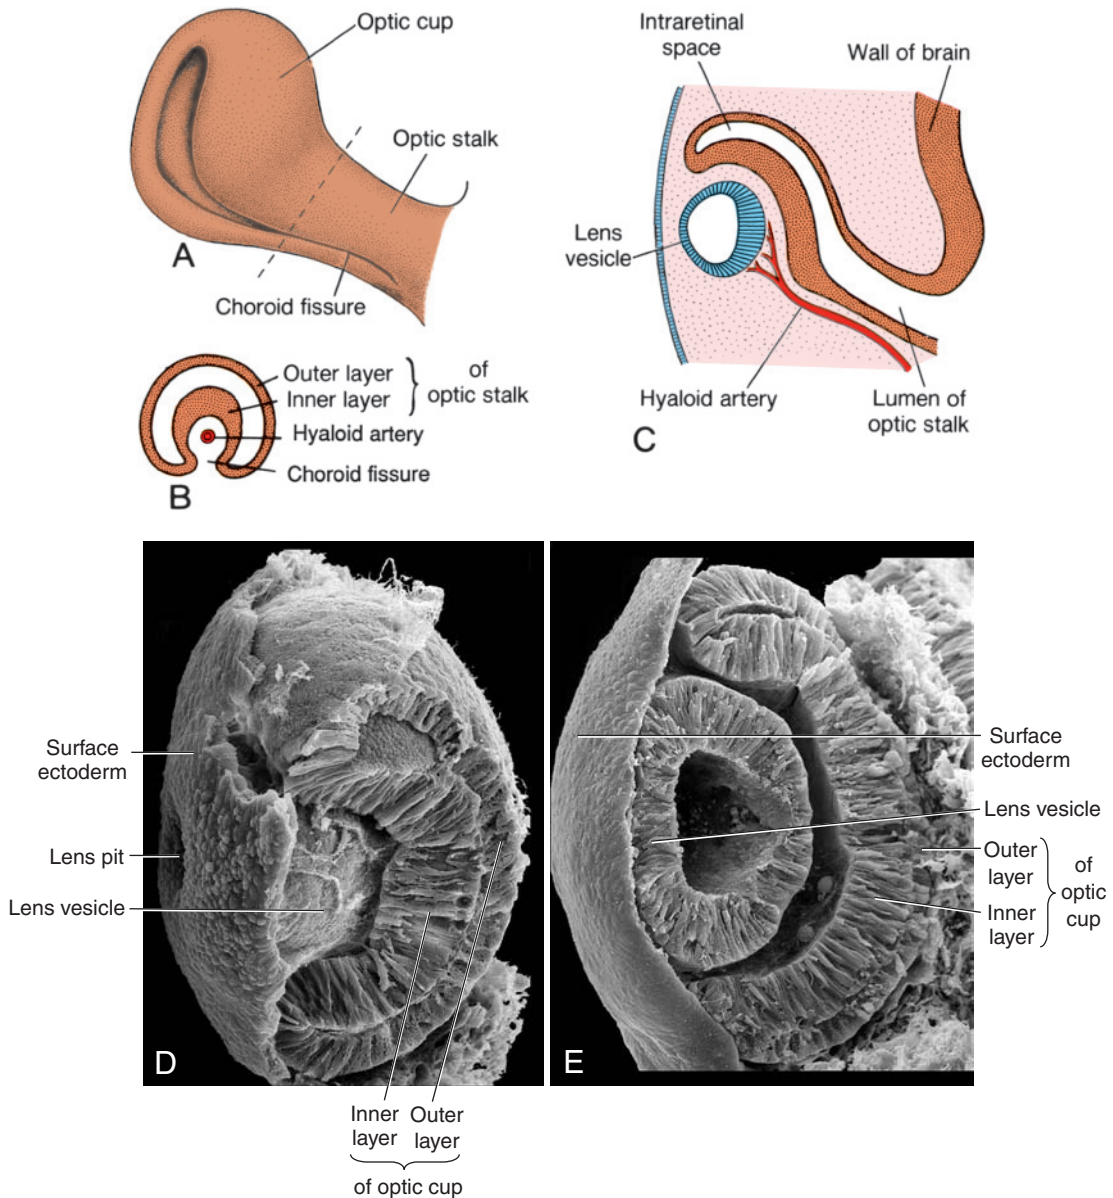 Optic cup
Optic stalk
A
Choroid fissure
Outer layer
Inner layer
of
optic stalk
Hyaloid artery
Choroid fissure
B
Intraretinal
space
Wall of brain
Lens
vesicle
Hyaloid artery
Lumen of
optic stalk
C
Surface
ectoderm
Lens pit
Lens vesicle
D
Inner
layer
Outer
layer
of optic cup
E
Surface
ectoderm
Lens vesicle
Outer
layer
Inner
layer
of
optic
cup